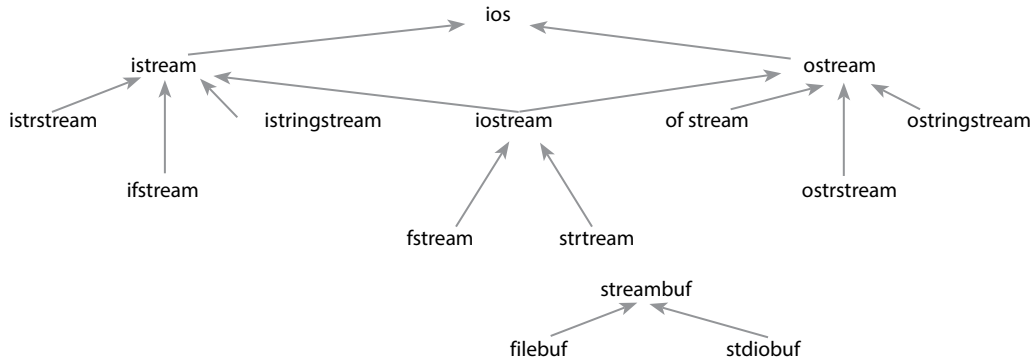 ios
istream
ostream
istrstream
istringstream
iostream
of stream
ostringstream
ifstream
ostrstream
fstream
strtream
streambuf
filebuf
stdiobuf